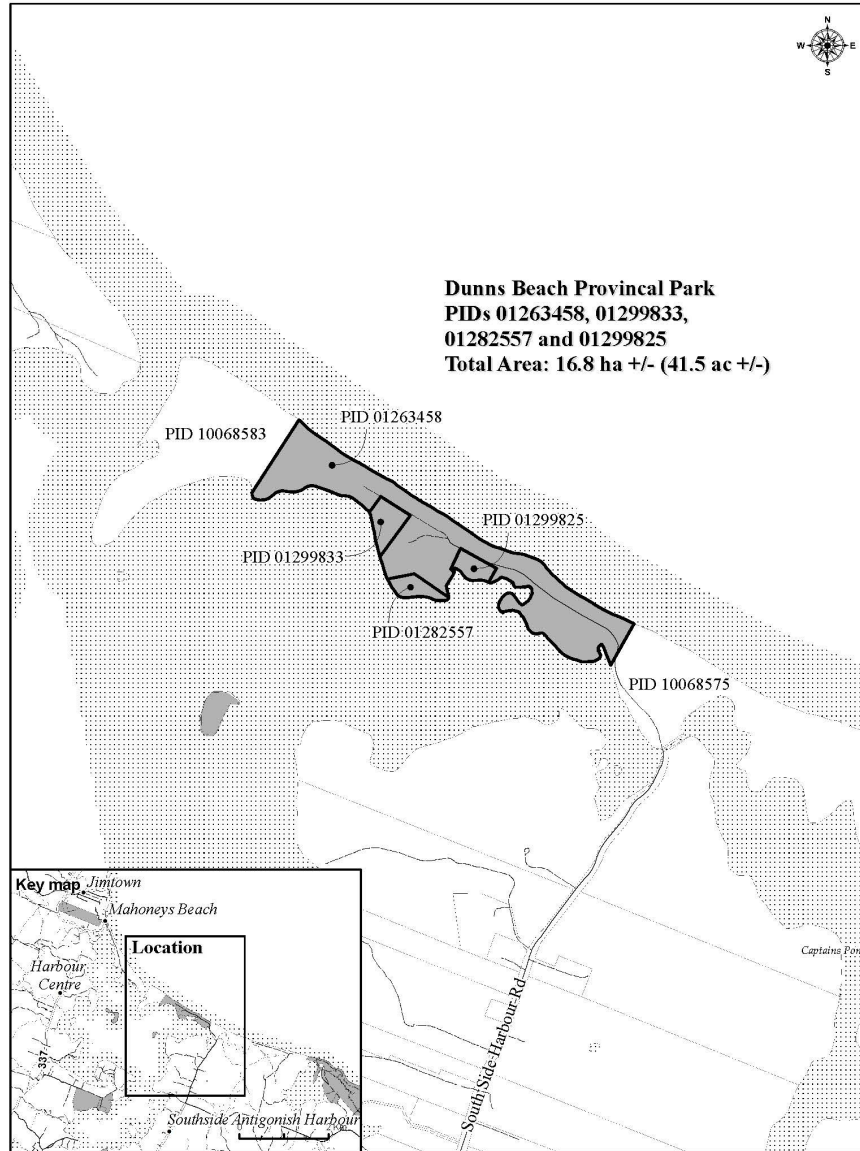 N
W E
S
Dunns Beach Provincal Park
PIDs 01263458, 01299833,
01282557 and 01299825
Total Area: 16.8 ha +/- (41.5 ac +/-)
PID 01263458
PID 10068583
PID 01299825
PID 01299833
PID 01282557
PID 10068575
Captains Pon
South Side Harbour Rd
Key map
Jimtown
Mahoneys Beach
Location
Harbour
Centre
337
Southside Antigonish Harbour